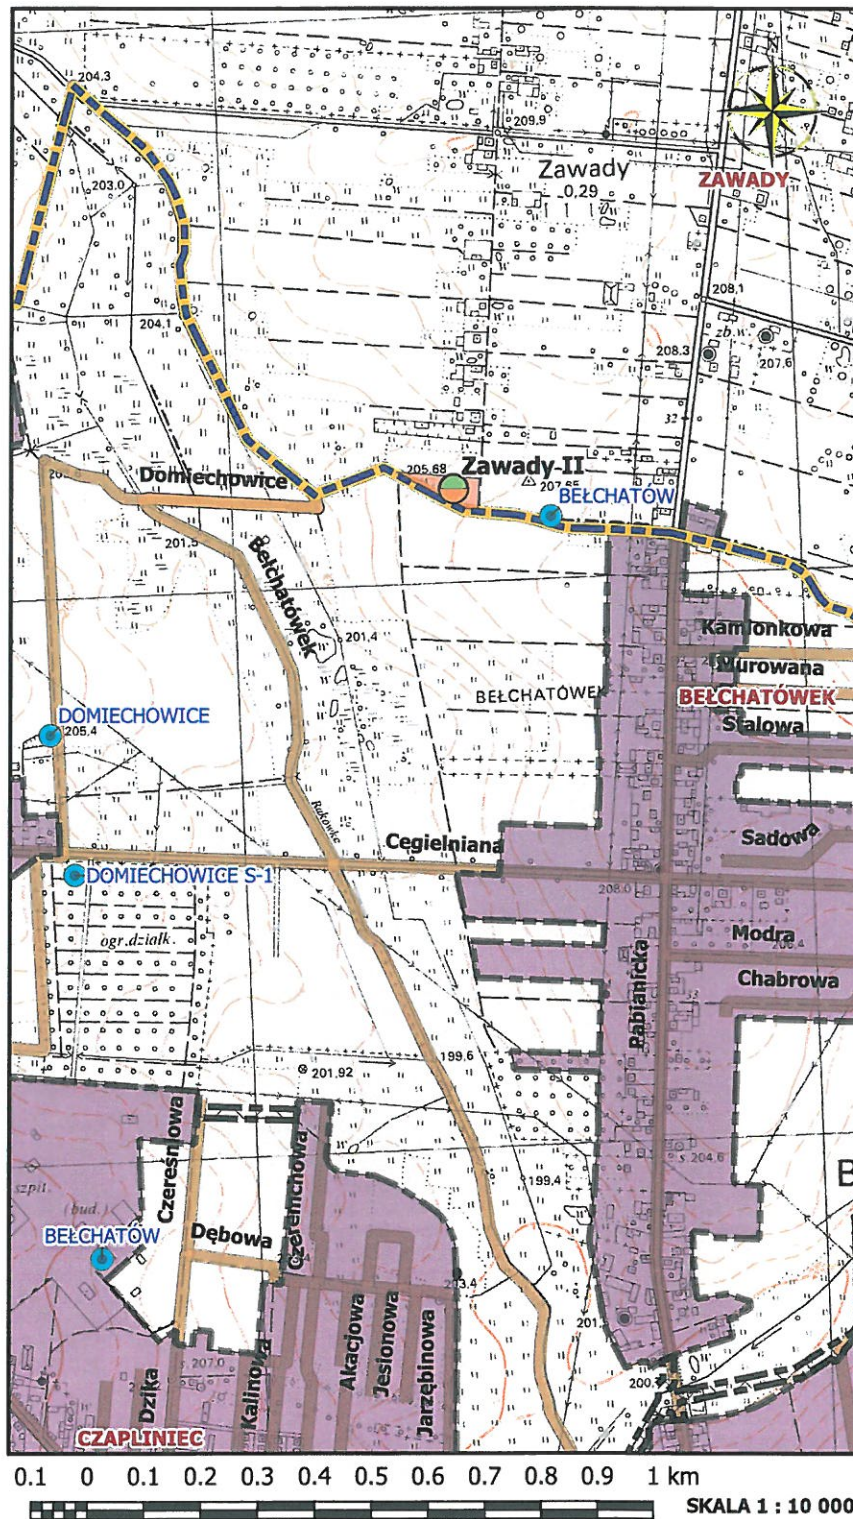 204.3
209.9
Zawady
0.29
ZAWADY
203.0
208,1
zb.w.
204.1
208.3
207.6
32
205.68
Zawady-II
Domiechowice
207.65
BEŁCHATÓW
201.5
Bełchatówek
201.4
Kamionkowa
Murowana
BEŁCHATÓWEK
BEŁCHATÓWEK
DOMIECHOWICE
205.4
Stalowa
Rakówka
Cegielniana
Sadowa
DOMIECHOWICE S-1
208.0
ogr.działk.
Modra
Chabrowa
Pabianicka
33
199.6
201,92
Czereśniowa
Czeremchowa
s. 204.6
szpit.
(bud.)
199.4
B
BEŁCHATÓW
Dębowa
203.4
Akacjowa
Jesionowa
Jarzębinowa
207.0
Dzika
Kalinowa
CZAPLINIEC
0.1 0 0.1 0.2 0.3 0.4 0.5 0.6 0.7 0.8 0.9 1 km
SKALA 1 : 10 000